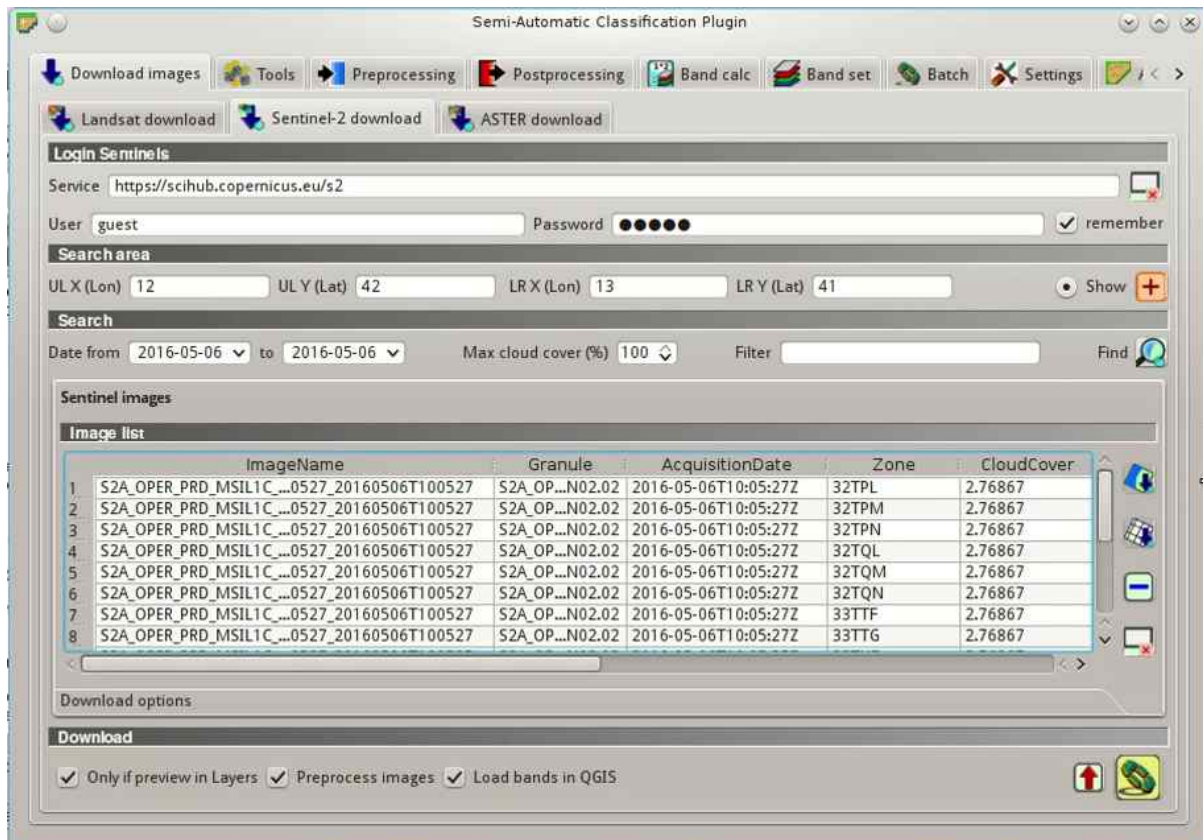 Semi-Automatic Classification Plugin
Download images Tools Preprocessing Postprocessing Band calc Band set Batch Settings
Landsat download Sentinel-2 download ASTER download
Login Sentinels
Service https://scihub.copernicus.eu/s2
User guest Password ●●●●● remember
Search area
UL X (Lon) 12 UL Y (Lat) 42 LR X (Lon) 13 LR Y (Lat) 41 Show
Search
Date from 2016-05-06 to 2016-05-06 Max cloud cover (%) 100 Filter Find
Sentinel images
Image list
ImageName Granule AcquisitionDate Zone CloudCover
1 S2A_OPER_PRD_MSIL1C_...0527_20160506T100527 S2A_OP...N02.02 2016-05-06T10:05:27Z 32TPL 2.76867
2 S2A_OPER_PRD_MSIL1C_...0527_20160506T100527 S2A_OP...N02.02 2016-05-06T10:05:27Z 32TPM 2.76867
3 S2A_OPER_PRD_MSIL1C_...0527_20160506T100527 S2A_OP...N02.02 2016-05-06T10:05:27Z 32TPN 2.76867
4 S2A_OPER_PRD_MSIL1C_...0527_20160506T100527 S2A_OP...N02.02 2016-05-06T10:05:27Z 32TQL 2.76867
5 S2A_OPER_PRD_MSIL1C_...0527_20160506T100527 S2A_OP...N02.02 2016-05-06T10:05:27Z 32TQM 2.76867
6 S2A_OPER_PRD_MSIL1C_...0527_20160506T100527 S2A_OP...N02.02 2016-05-06T10:05:27Z 32TQN 2.76867
7 S2A_OPER_PRD_MSIL1C_...0527_20160506T100527 S2A_OP...N02.02 2016-05-06T10:05:27Z 33TTF 2.76867
8 S2A_OPER_PRD_MSIL1C_...0527_20160506T100527 S2A_OP...N02.02 2016-05-06T10:05:27Z 33TTG 2.76867
Download options
Download
Only if preview in Layers Preprocess images Load bands in QGIS